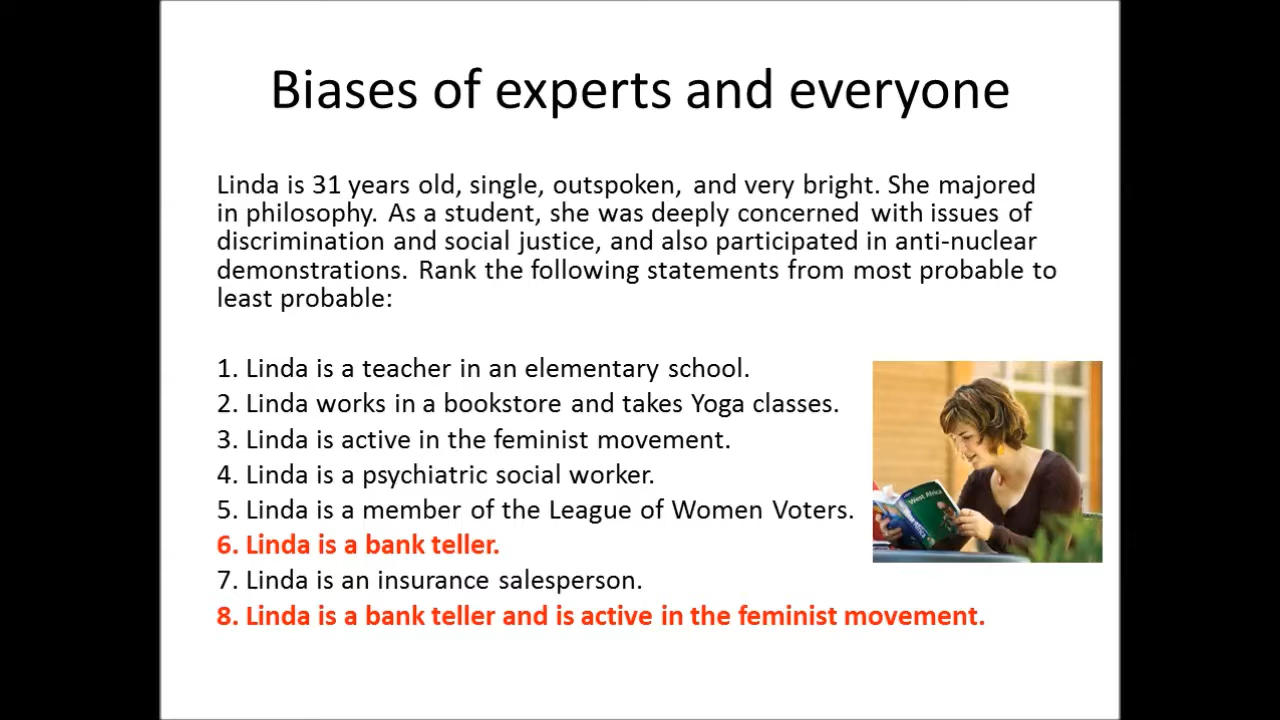 Biases of experts and everyone
Linda is 31 years old, single, outspoken, and very bright. She majored
in philosophy. As a student, she was deeply concerned with issues of
discrimination and social justice, and also participated in anti-nuclear
demonstrations. Rank the following statements from most probable to
least probable:
1. Linda is a teacher in an elementary school.
2. Linda works in a bookstore and takes Yoga classes.
3. Linda is active in the feminist movement.
4. Linda is a psychiatric social worker.
5. Linda is a member of the League of Women Voters.
6. Linda is a bank teller.
7. Linda is an insurance salesperson.
8. Linda is a bank teller and is active in the feminist movement.
West Africa